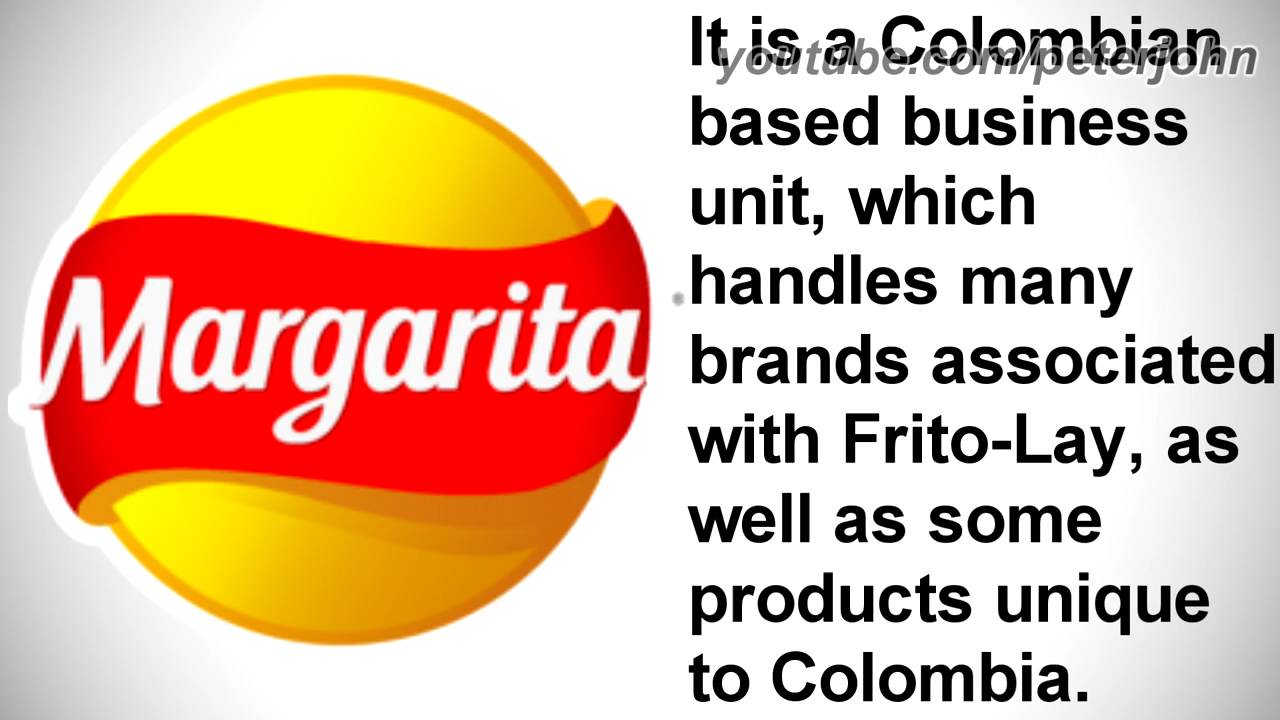 Margarita
It is a Colombian
youtube.com/peterjohn
based business
unit, which
handles many
brands associated
with Frito-Lay, as
well as some
products unique
to Colombia.